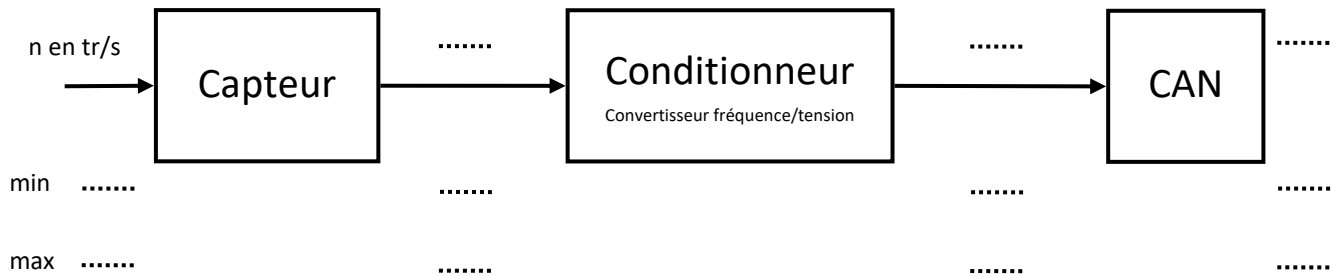 n en tr/s ....... ....... .......
Capteur
Conditionneur
Convertisseur fréquence/tension
CAN
min ....... ....... ....... .......
max ....... ....... ....... .......